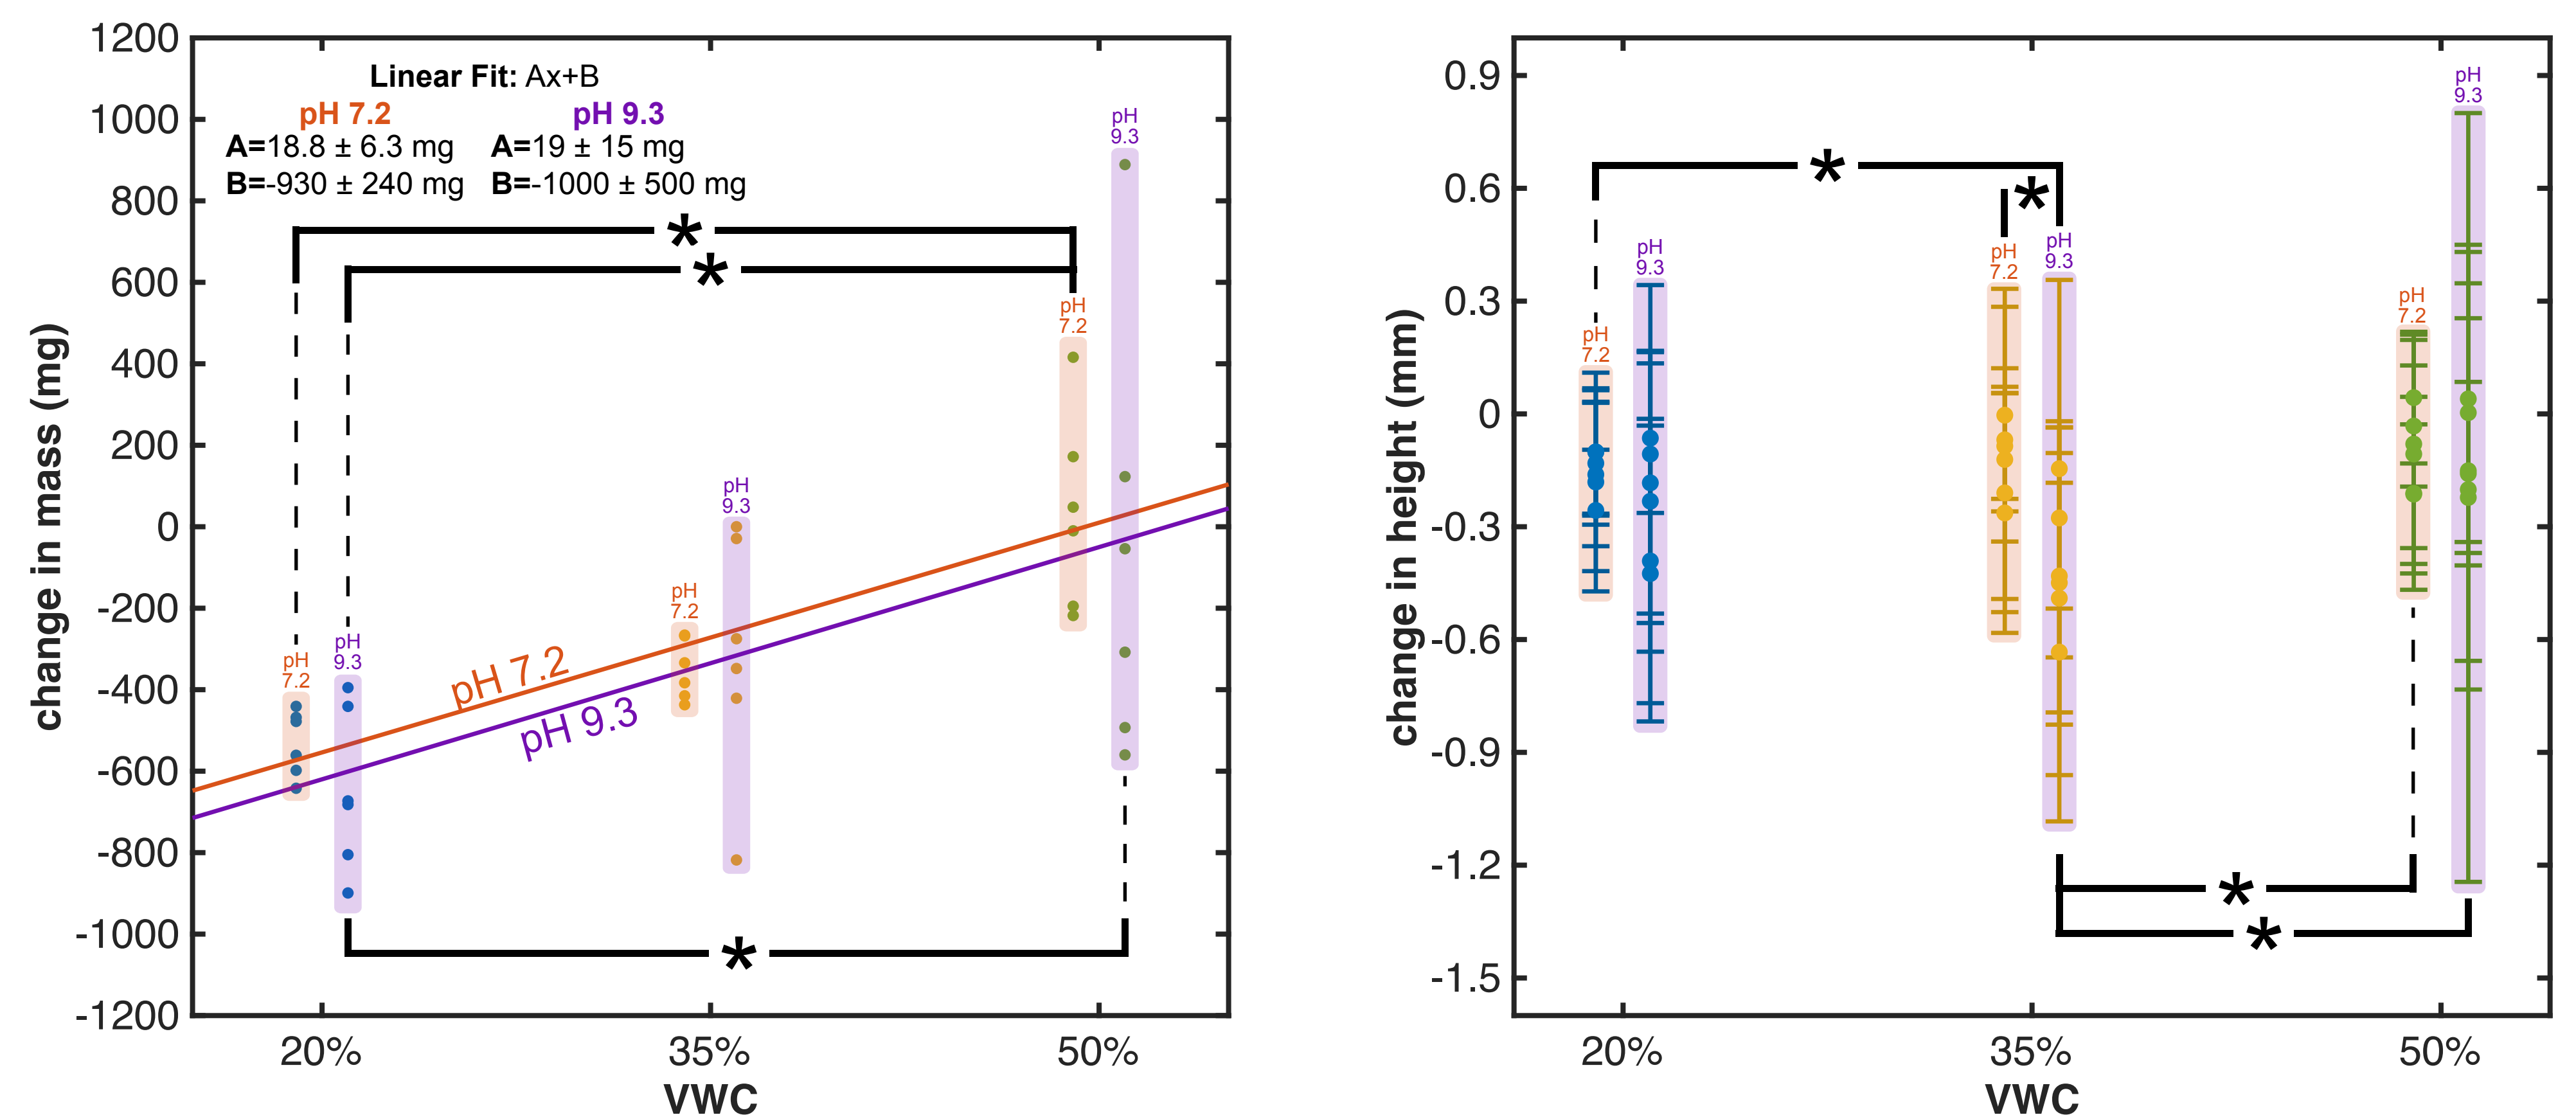 1200
1000
800
600
400
200
0
-200
-400
-600
-800
-1000
-1200
change in mass (mg)
Linear Fit: Ax+B
pH 7.2 pH 9.3
A=18.8 ± 6.3 mg A=19 ± 15 mg
B=-930 ± 240 mg B=-1000 ± 500 mg
*
*
pH
9.3
pH
7.2
pH
9.3
pH
7.2
pH
9.3
pH
7.2
pH 7.2
pH 9.3
*
20% 35% 50%
VWC
0.9
0.6
0.3
0
-0.3
-0.6
-0.9
-1.2
-1.5
change in height (mm)
pH
9.3
*
*
pH
7.2
pH
9.3
pH
7.2
pH
9.3
pH
7.2
*
*
20% 35% 50%
VWC